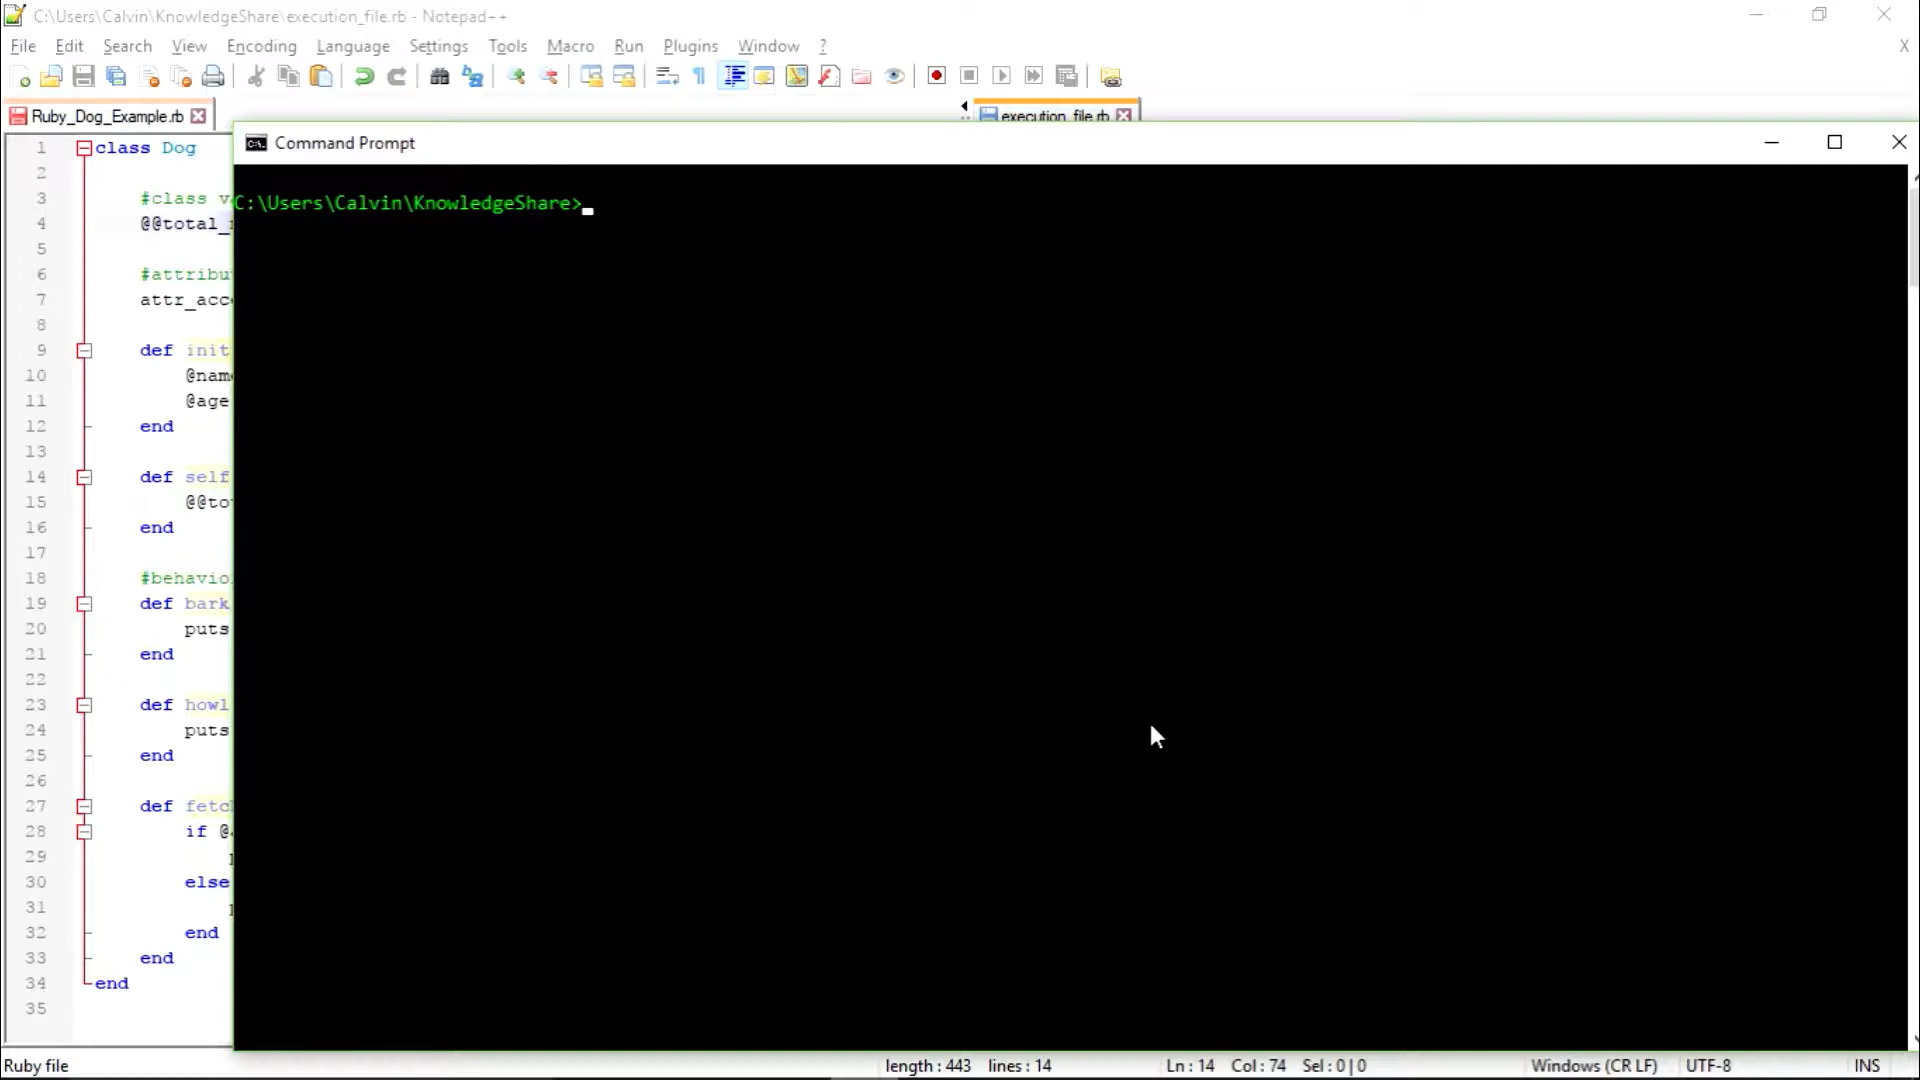 C:\Users\Calvin\KnowledgeShare\execution_file.rb - Notepad++
File Edit Search View Encoding Language Settings Tools Macro Run Plugins Window ? X
Ruby_Dog_Example.rb
execution_file.rb
Command Prompt
C:\Users\Calvin\KnowledgeShare>
1 class Dog
2
3 #class v
4 @@total_
5
6 #attribu
7 attr_acc
8
9 def init
10 @name
11 @age
12 end
13
14 def self
15 @@to
16 end
17
18 #behavio
19 def bark
20 puts
21 end
22
23 def howl
24 puts
25 end
26
27 def fetc
28 if @
29
30 else
31
32 end
33 end
34 end
35
Ruby file length : 443 lines : 14 Ln : 14 Col : 74 Sel : 0 | 0 Windows (CR LF) UTF-8 INS